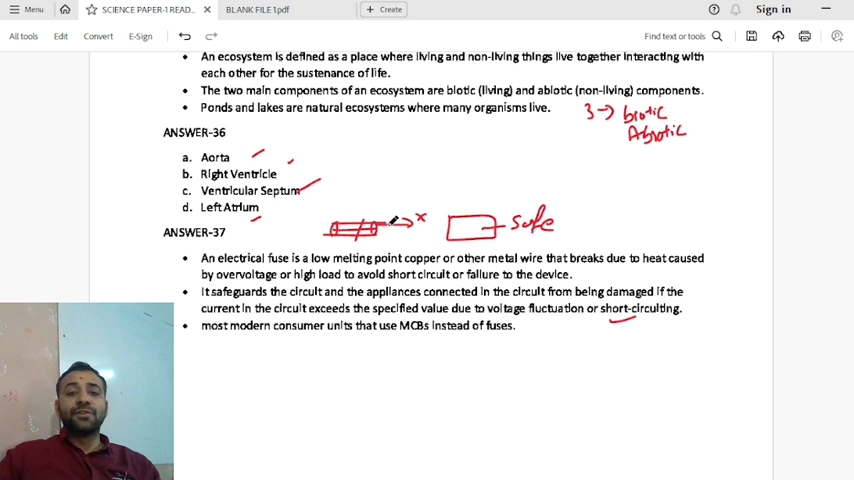 Menu
SCIENCE PAPER-1 READ...
BLANK FILE 1.pdf
Create
Sign in
All tools
Edit
Convert
E-Sign
Find text or tools
• An ecosystem is defined as a place where living and non-living things live together interacting with
each other for the sustenance of life.
• The two main components of an ecosystem are biotic (living) and abiotic (non-living) components.
• Ponds and lakes are natural ecosystems where many organisms live.
3 → biotic
Abiotic
ANSWER-36
a. Aorta
b. Right Ventricle
c. Ventricular Septum
d. Left Atrium
x
safe
ANSWER-37
• An electrical fuse is a low melting point copper or other metal wire that breaks due to heat caused
by overvoltage or high load to avoid short circuit or failure to the device.
• It safeguards the circuit and the appliances connected in the circuit from being damaged if the
current in the circuit exceeds the specified value due to voltage fluctuation or short-circuiting.
• most modern consumer units that use MCBs instead of fuses.